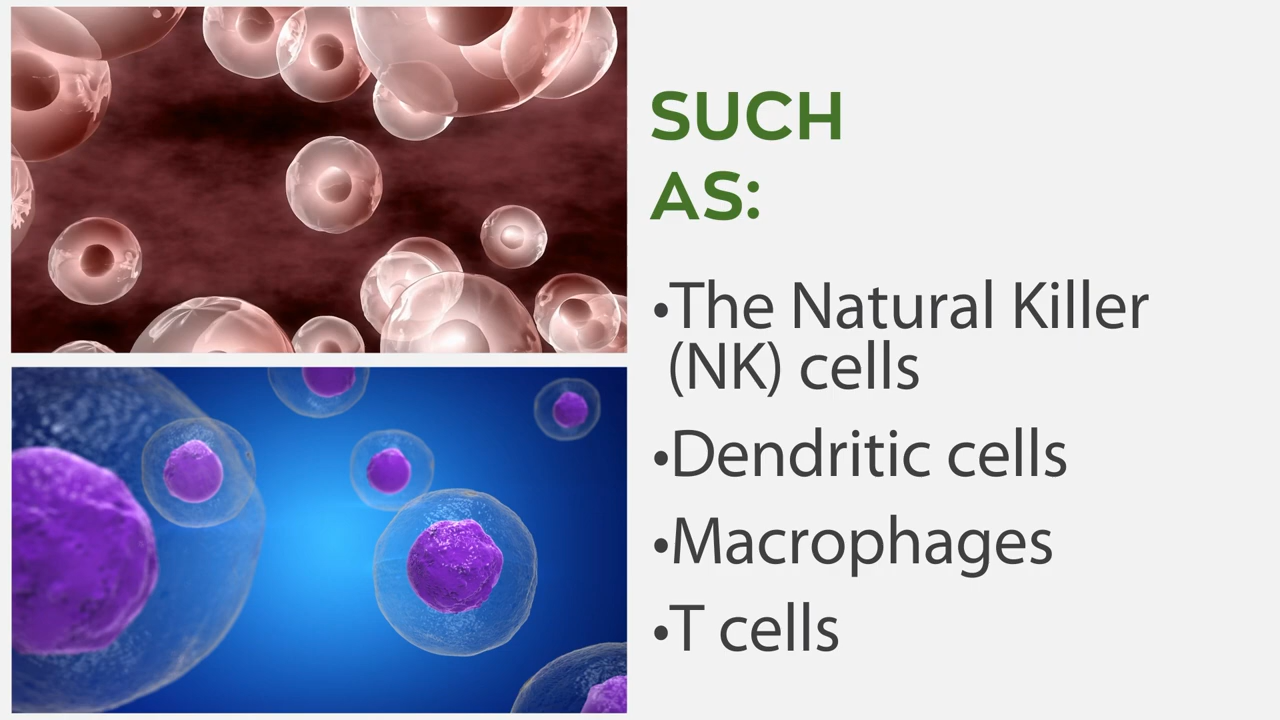 SUCH
AS:
•The Natural Killer
(NK) cells
•Dendritic cells
•Macrophages
•T cells